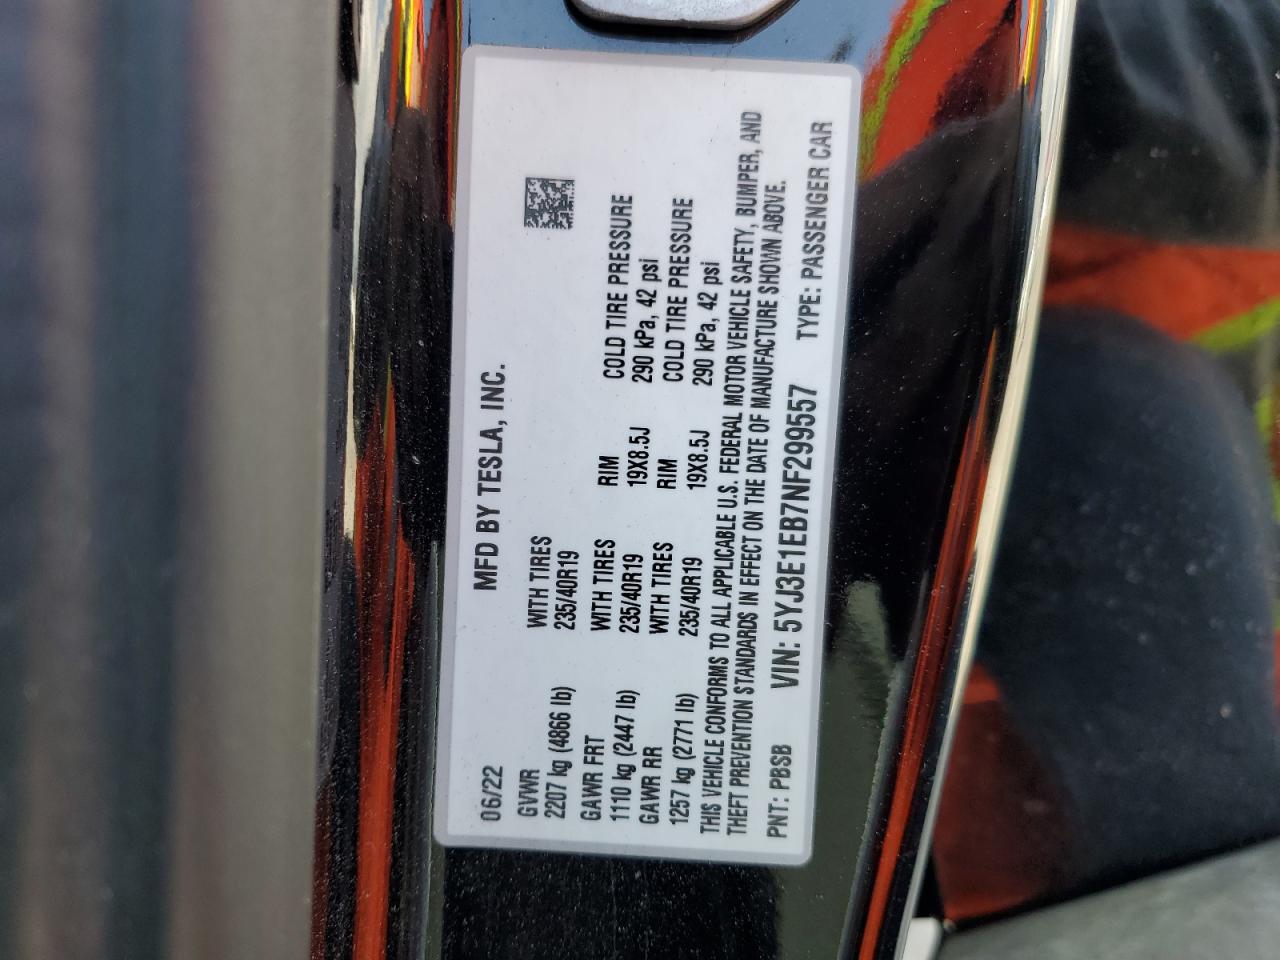 06/22 MFD BY TESLA, INC.
GVWR WITH TIRES
2207 kg (4866 lb) 235/40R19
GAWR FRT WITH TIRES RIM COLD TIRE PRESSURE
1110 kg (2447 lb) 235/40R19 19X8.5J 290 kPa, 42 psi
GAWR RR WITH TIRES RIM COLD TIRE PRESSURE
1257 kg (2771 lb) 235/40R19 19X8.5J 290 kPa, 42 psi
THIS VEHICLE CONFORMS TO ALL APPLICABLE U.S. FEDERAL MOTOR VEHICLE SAFETY, BUMPER, AND
THEFT PREVENTION STANDARDS IN EFFECT ON THE DATE OF MANUFACTURE SHOWN ABOVE.
PNT: PBSB VIN: 5YJ3E1EB7NF299557 TYPE: PASSENGER CAR